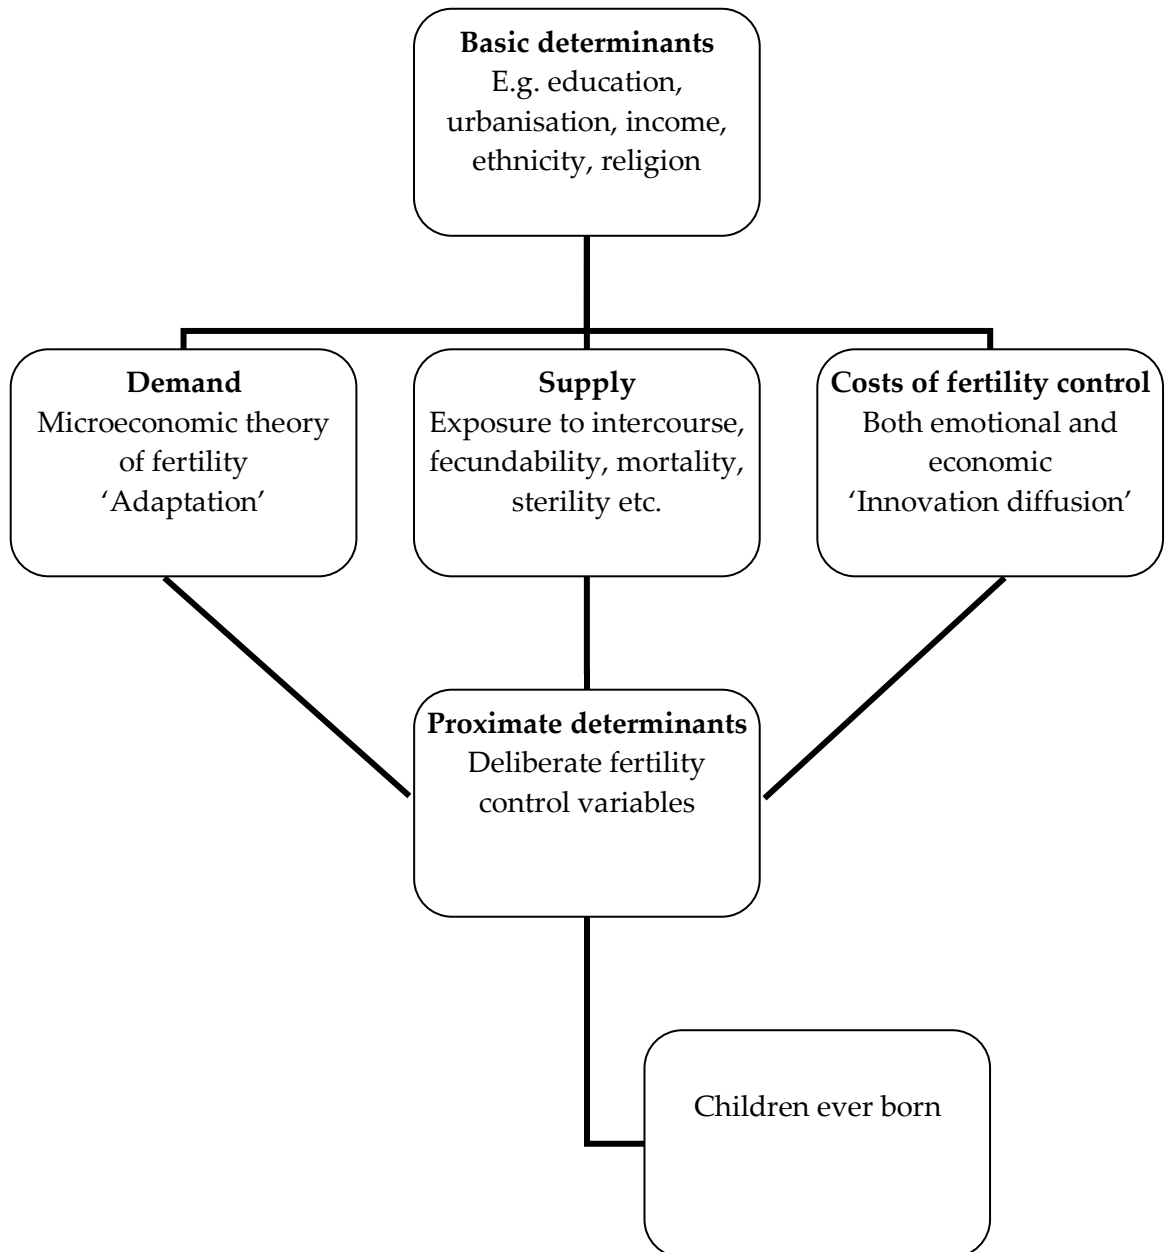 Basic determinants
E.g. education,
urbanisation, income,
ethnicity, religion
Demand
Microeconomic theory
of fertility
‘Adaptation’
Supply
Exposure to intercourse,
fecundability, mortality,
sterility etc.
Costs of fertility control
Both emotional and
economic
‘Innovation diffusion’
Proximate determinants
Deliberate fertility
control variables
Children ever born